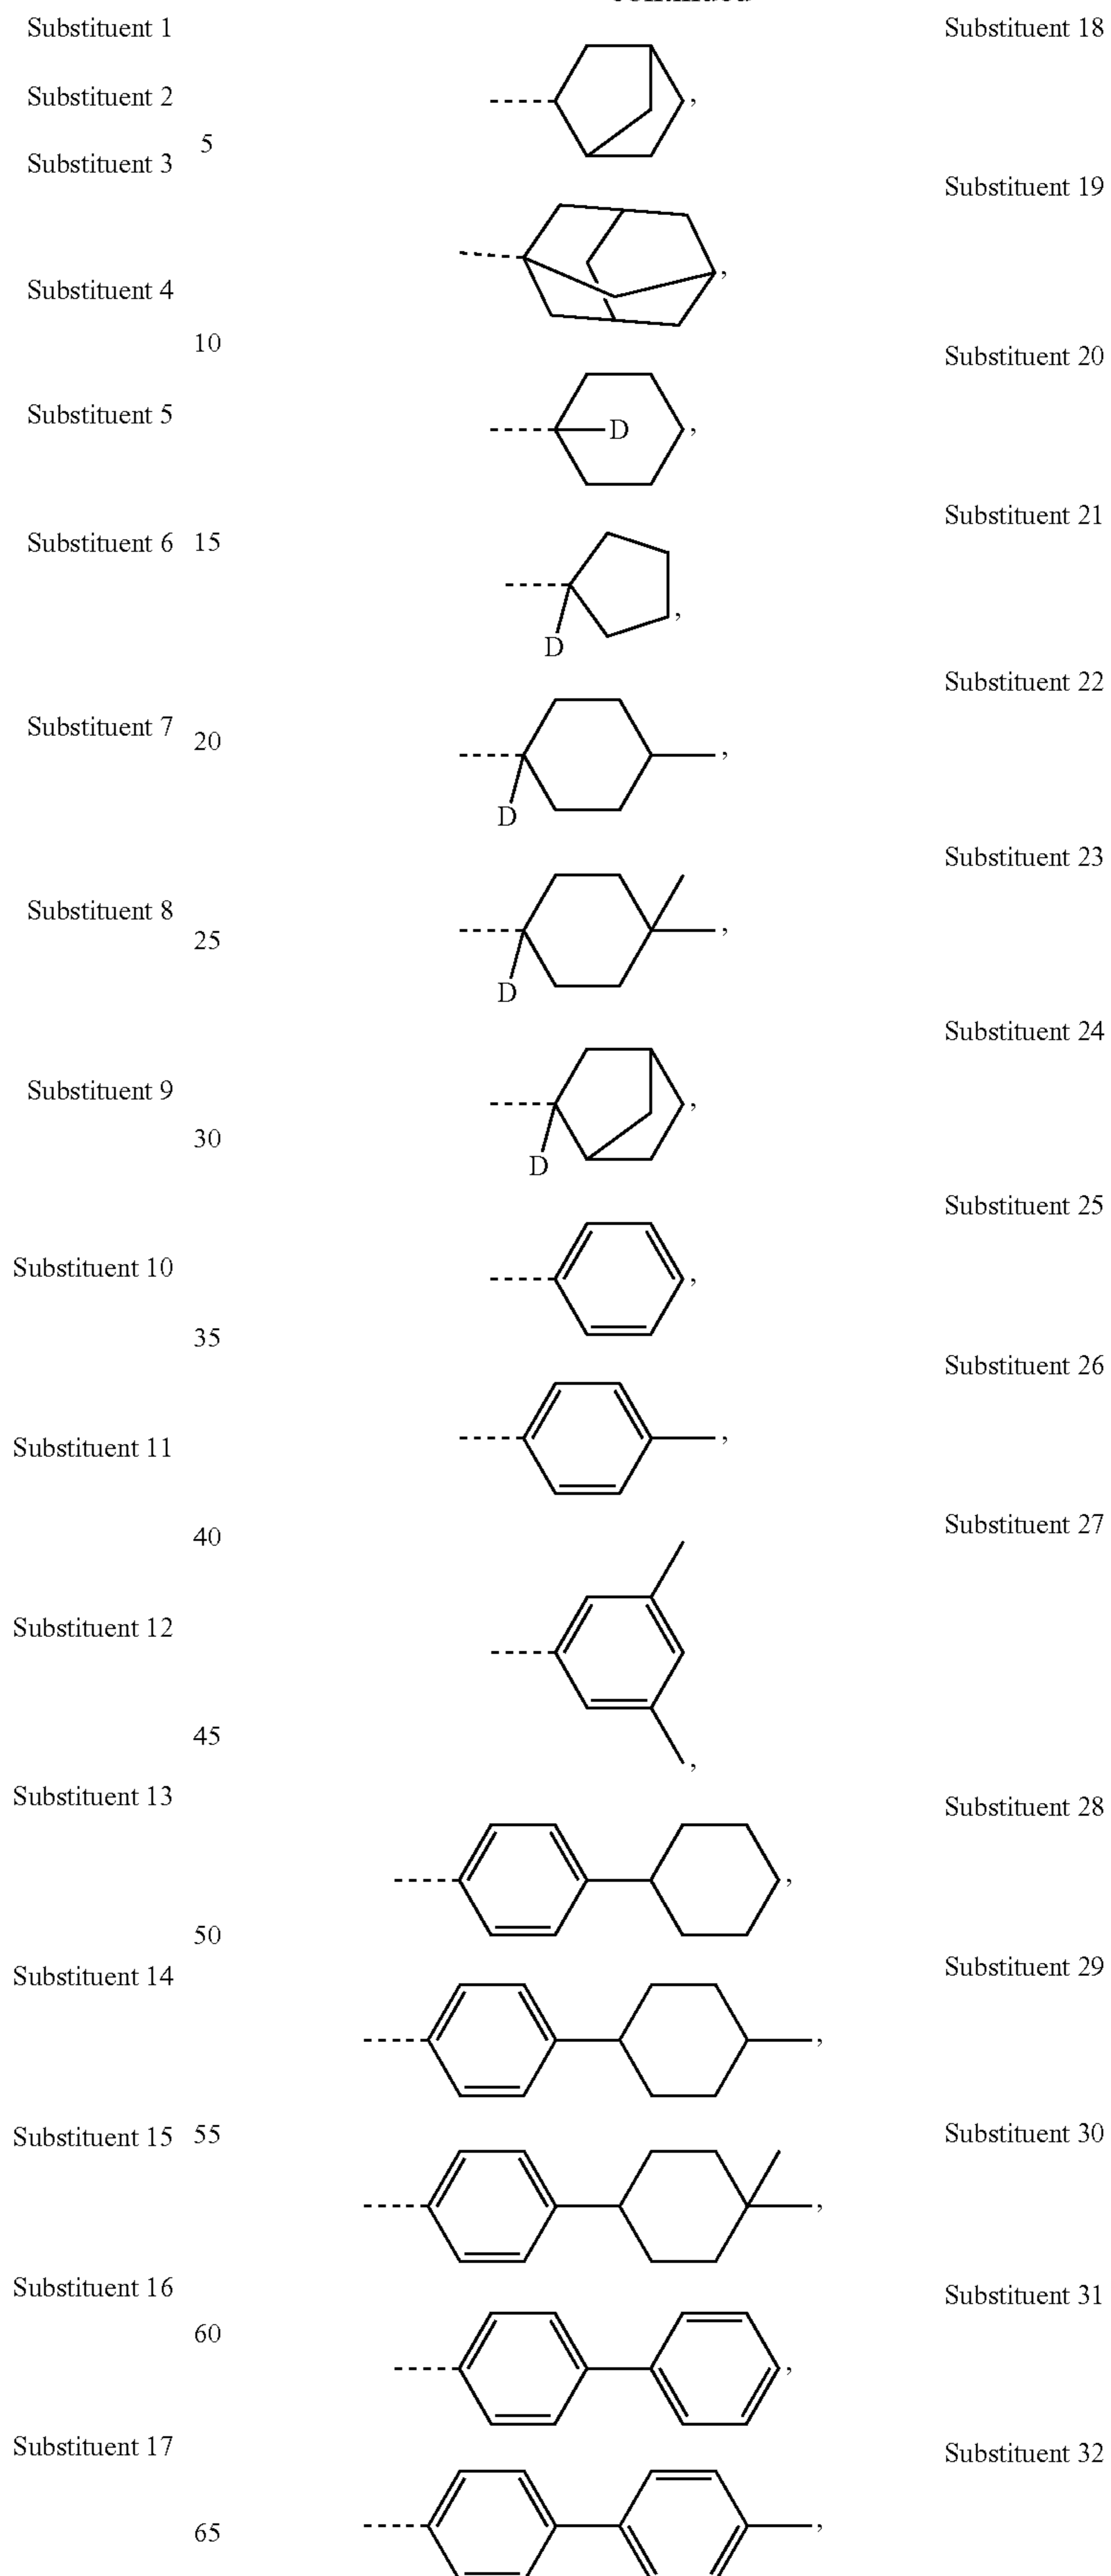 Substituent 1
Substituent 18
Substituent 2
5
Substituent 3
Substituent 19
Substituent 4
10
Substituent 20
Substituent 5
D
Substituent 21
Substituent 6
15
D
Substituent 22
Substituent 7
20
D
Substituent 23
Substituent 8
25
D
Substituent 24
Substituent 9
30
D
Substituent 25
Substituent 10
35
Substituent 26
Substituent 11
Substituent 27
40
Substituent 12
45
Substituent 13
Substituent 28
50
Substituent 29
Substituent 14
Substituent 15
55
Substituent 30
Substituent 16
Substituent 31
60
Substituent 17
Substituent 32
65